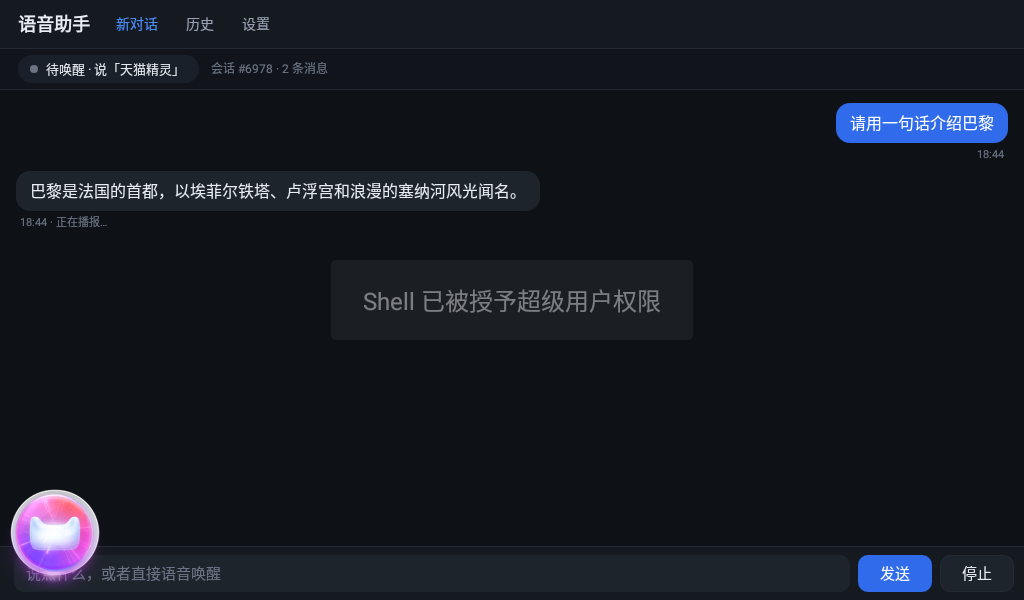 语音助手 新对话 历史 设置
待唤醒 · 说「天猫精灵」 会话 #6978 · 2 条消息
请用一句话介绍巴黎
18:44
巴黎是法国的首都，以埃菲尔铁塔、卢浮宫和浪漫的塞纳河风光闻名。
18:44 · 正在播报…
Shell 已被授予超级用户权限
说点什么，或者直接语音唤醒 发送 停止